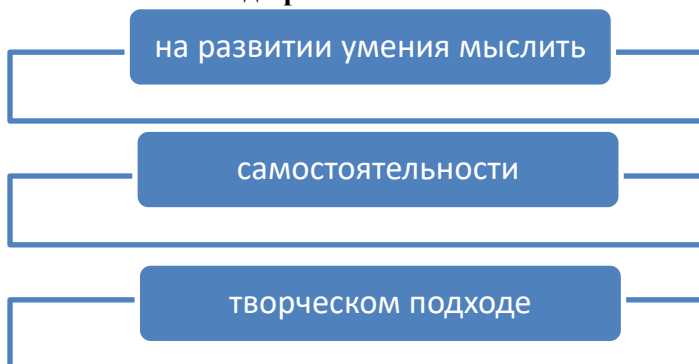 на развитии умения мыслить
самостоятельности
творческом подходе